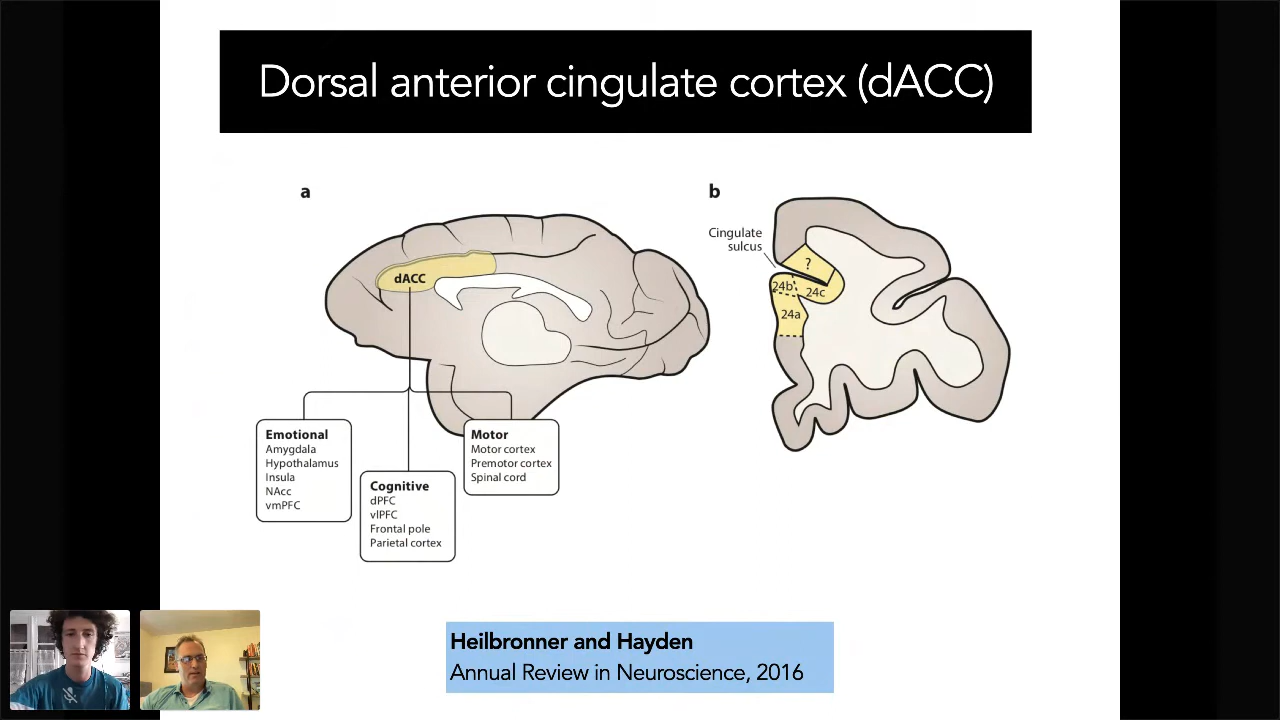 Dorsal anterior cingulate cortex (dACC)
a
dACC
Emotional
Amygdala
Hypothalamus
Insula
NAcc
vmPFC
Cognitive
dPFC
vlPFC
Frontal pole
Parietal cortex
Motor
Motor cortex
Premotor cortex
Spinal cord
b
Cingulate
sulcus
?
24b
24c
24a
Heilbronner and Hayden
Annual Review in Neuroscience, 2016